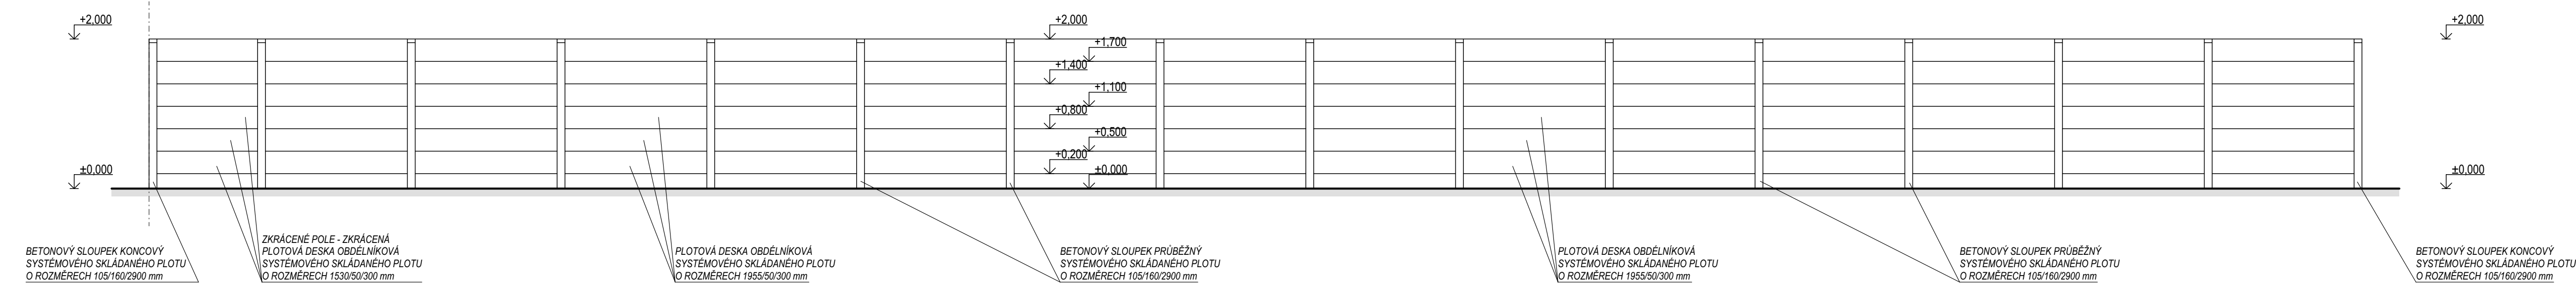 +2,000
+2,000
+2,000
+1,700
+1,400
+1,100
+0,800
+0,500
+0,200
±0,000
±0,000
±0,000
BETONOVÝ SLOUPEK KONCOVÝ
SYSTÉMOVÉHO SKLÁDANÉHO PLOTU
O ROZMĚRECH 105/160/2900 mm
ZKRÁCENÉ POLE - ZKRÁCENÁ
PLOTOVÁ DESKA OBDÉLNÍKOVÁ
SYSTÉMOVÉHO SKLÁDANÉHO PLOTU
O ROZMĚRECH 1530/50/300 mm
PLOTOVÁ DESKA OBDÉLNÍKOVÁ
SYSTÉMOVÉHO SKLÁDANÉHO PLOTU
O ROZMĚRECH 1955/50/300 mm
BETONOVÝ SLOUPEK PRŮBĚŽNÝ
SYSTÉMOVÉHO SKLÁDANÉHO PLOTU
O ROZMĚRECH 105/160/2900 mm
PLOTOVÁ DESKA OBDÉLNÍKOVÁ
SYSTÉMOVÉHO SKLÁDANÉHO PLOTU
O ROZMĚRECH 1955/50/300 mm
BETONOVÝ SLOUPEK PRŮBĚŽNÝ
SYSTÉMOVÉHO SKLÁDANÉHO PLOTU
O ROZMĚRECH 105/160/2900 mm
BETONOVÝ SLOUPEK KONCOVÝ
SYSTÉMOVÉHO SKLÁDANÉHO PLOTU
O ROZMĚRECH 105/160/2900 mm